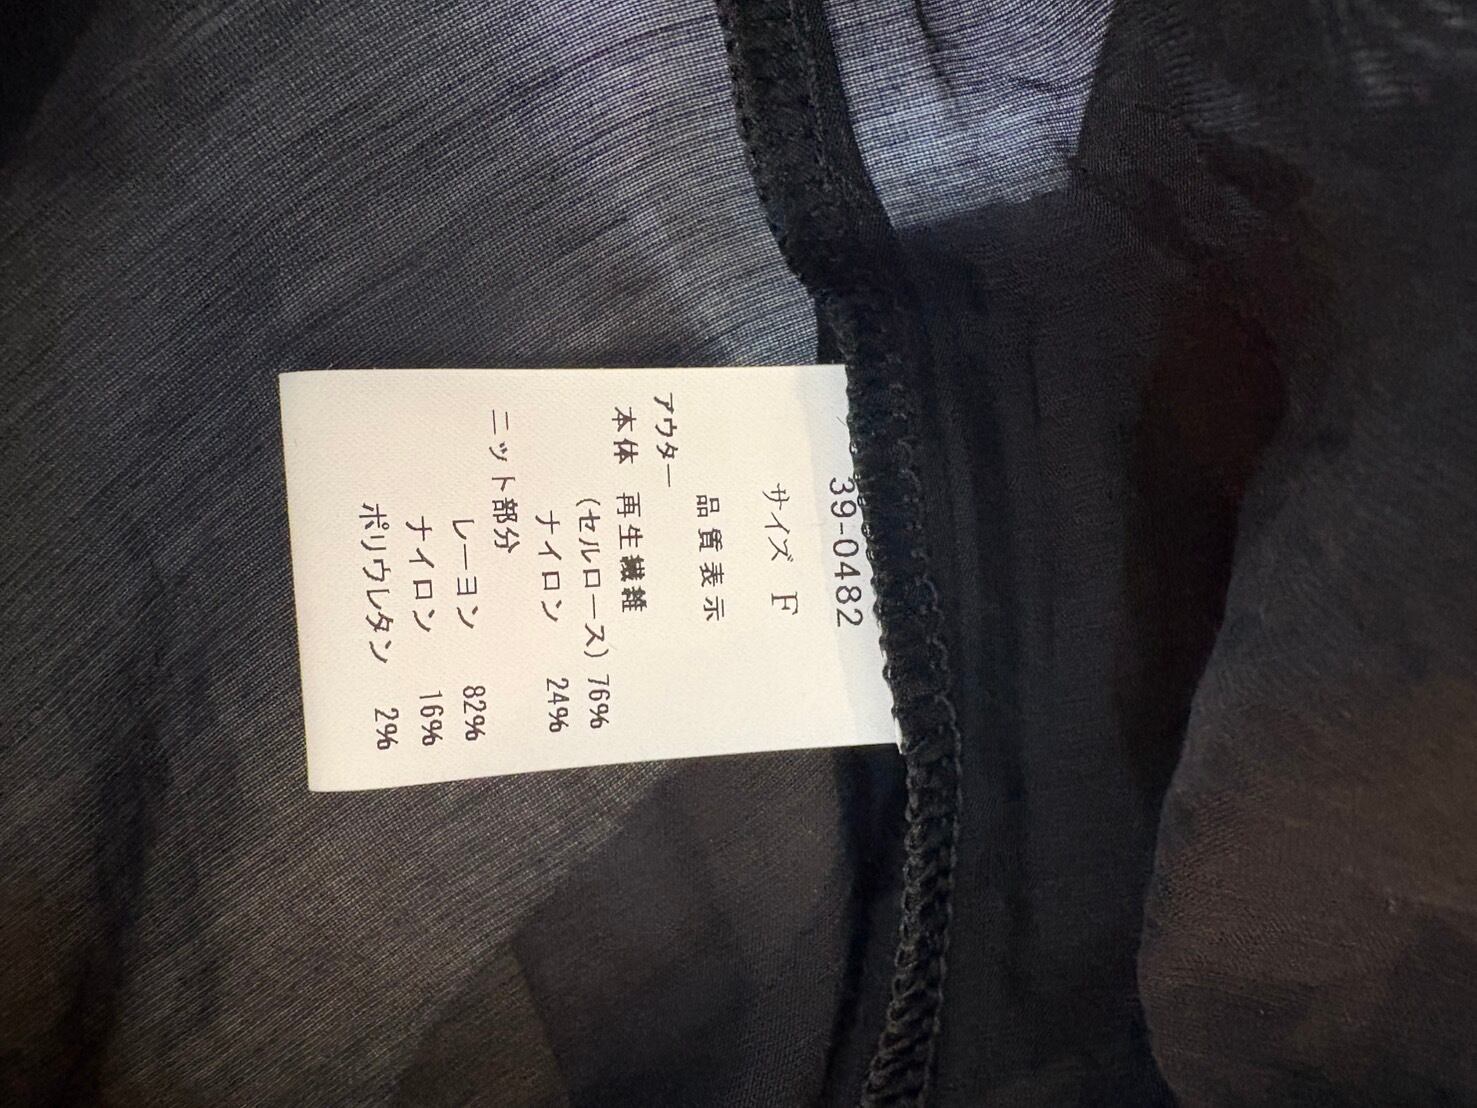 39-0482
サイズ F
品質表示
アウター
本体 再生繊維
(セルロース) 76%
ナイロン 24%
ニット部分
レーヨン 82%
ナイロン 16%
ポリウレタン 2%